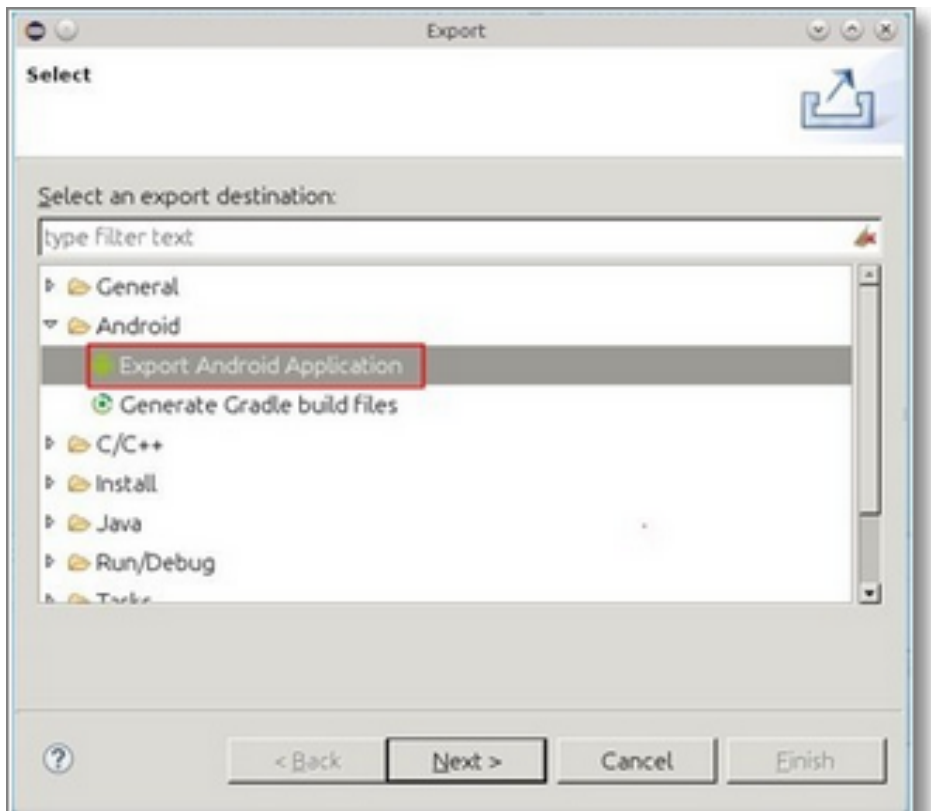 Export
Select
Select an export destination:
type filter text
General
Android
Export Android Application
Generate Gradle build files
C/C++
Install
Java
Run/Debug
Tasks
?
< Back
Next >
Cancel
Finish